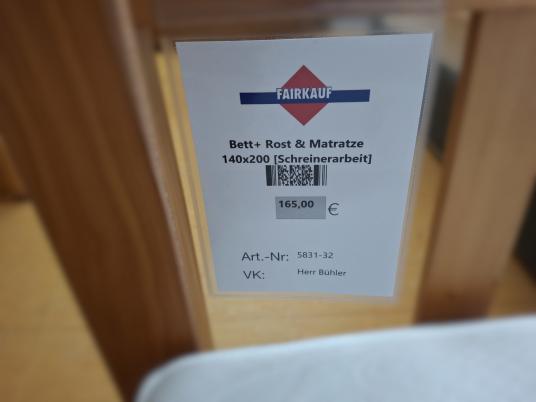 FAIRKAUF
Bett+ Rost & Matratze
140x200 [Schreinerarbeit]
165,00 €
Art.-Nr: 5831-32
VK: Herr Bühler